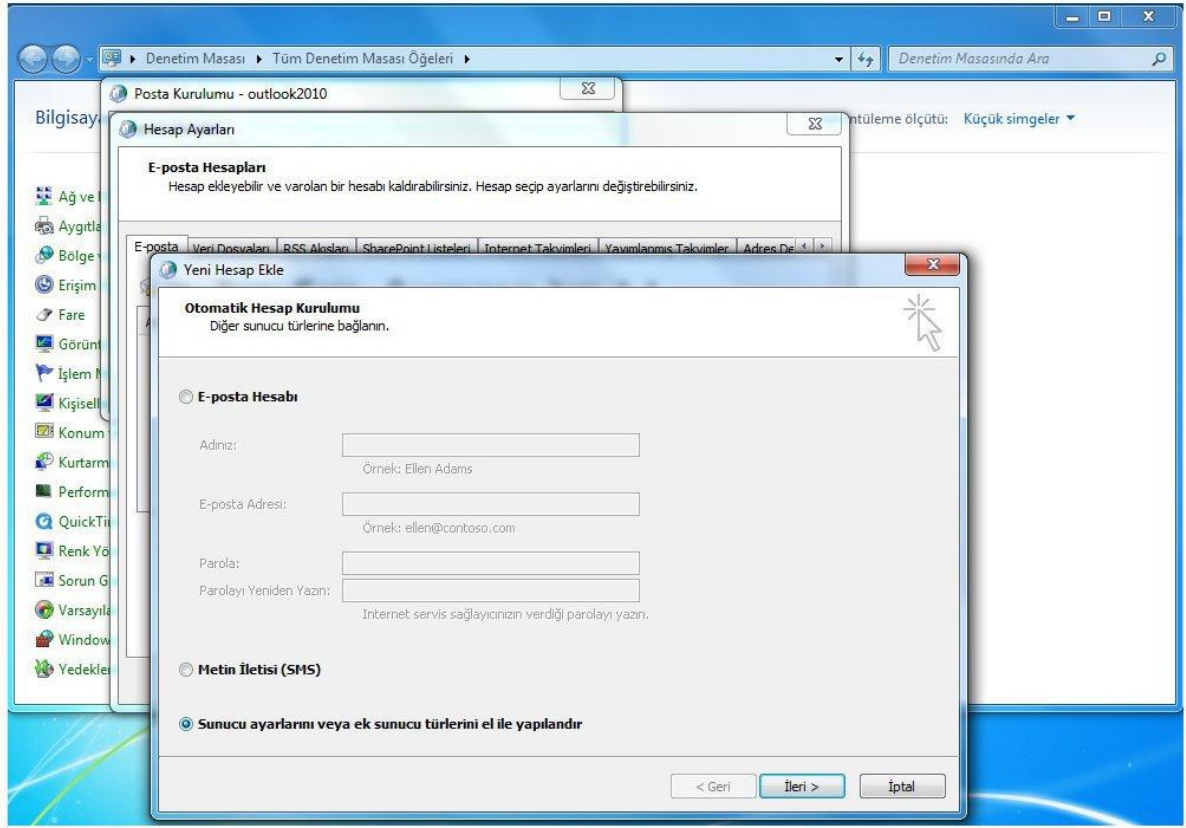 Denetim Masası ▸ Tüm Denetim Masası Öğeleri ▸
Denetim Masasında Ara
Posta Kurulumu - outlook2010
Küçük simgeler
Hesap Ayarları
E-posta Hesapları
Hesap ekleyebilir ve varolan bir hesabı kaldırabilirsiniz. Hesap seçip ayarlarını değiştirebilirsiniz.
E-posta Veri Dosyaları RSS Akışları SharePoint Listeleri Internet Takvimleri Yayımlanmış Takvimler Adres De
Ağ ve
Aygıtla
Bölge
Erişim
Fare
Görünt
İşlem
Kişisell
Konum
Kurtarm
Perform
QuickTi
Renk Yö
Sorun G
Varsayıla
Window
Yedekle
Yeni Hesap Ekle
Otomatik Hesap Kurulumu
Diğer sunucu türlerine bağlanın.
E-posta Hesabı
Adınız:
Örnek: Ellen Adams
E-posta Adresi:
Örnek: ellen@contoso.com
Parola:
Parolayı Yeniden Yazın:
Internet servis sağlayıcınızın verdiği parolayı yazın.
Metin İletisi (SMS)
Sunucu ayarlarını veya ek sunucu türlerini el ile yapılandır
< Geri İleri > İptal